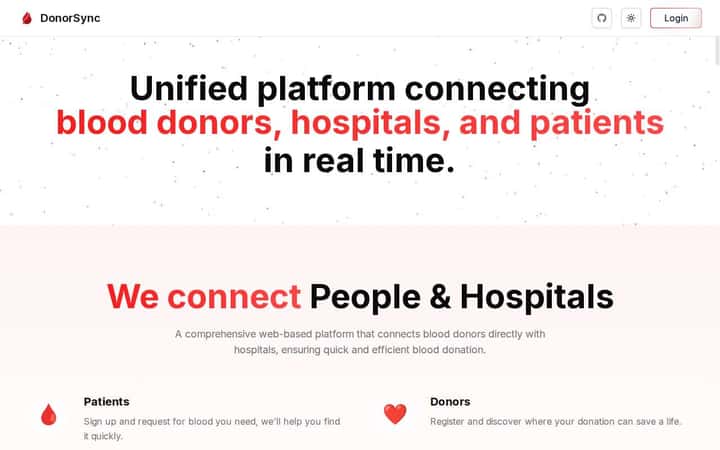 DonorSync
Login
Unified platform connecting
blood donors, hospitals, and patients
in real time.
We connect People & Hospitals
A comprehensive web-based platform that connects blood donors directly with
hospitals, ensuring quick and efficient blood donation.
Patients
Sign up and request for blood you need, we'll help you find
it quickly.
Donors
Register and discover where your donation can save a life.